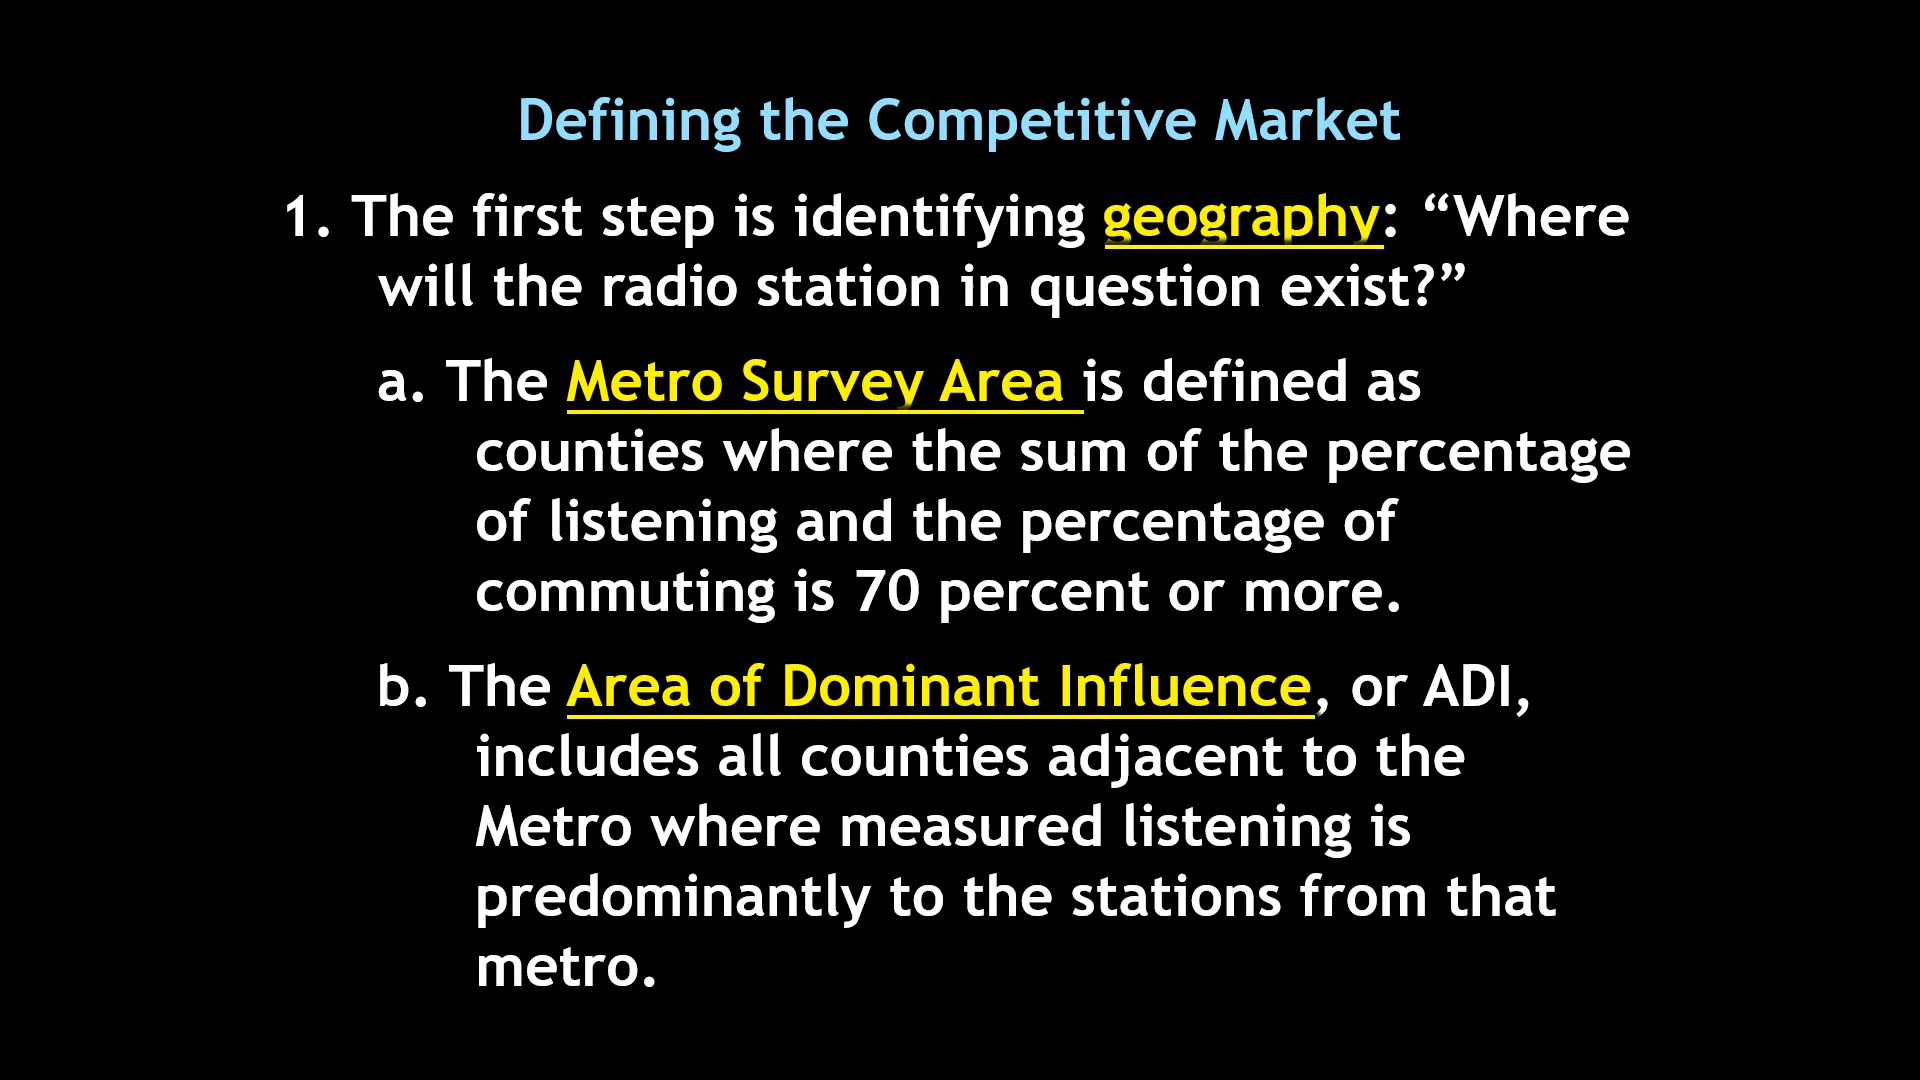 Defining the Competitive Market
1. The first step is identifying geography: “Where
will the radio station in question exist?”
a. The Metro Survey Area is defined as
counties where the sum of the percentage
of listening and the percentage of
commuting is 70 percent or more.
b. The Area of Dominant Influence, or ADI,
includes all counties adjacent to the
Metro where measured listening is
predominantly to the stations from that
metro.